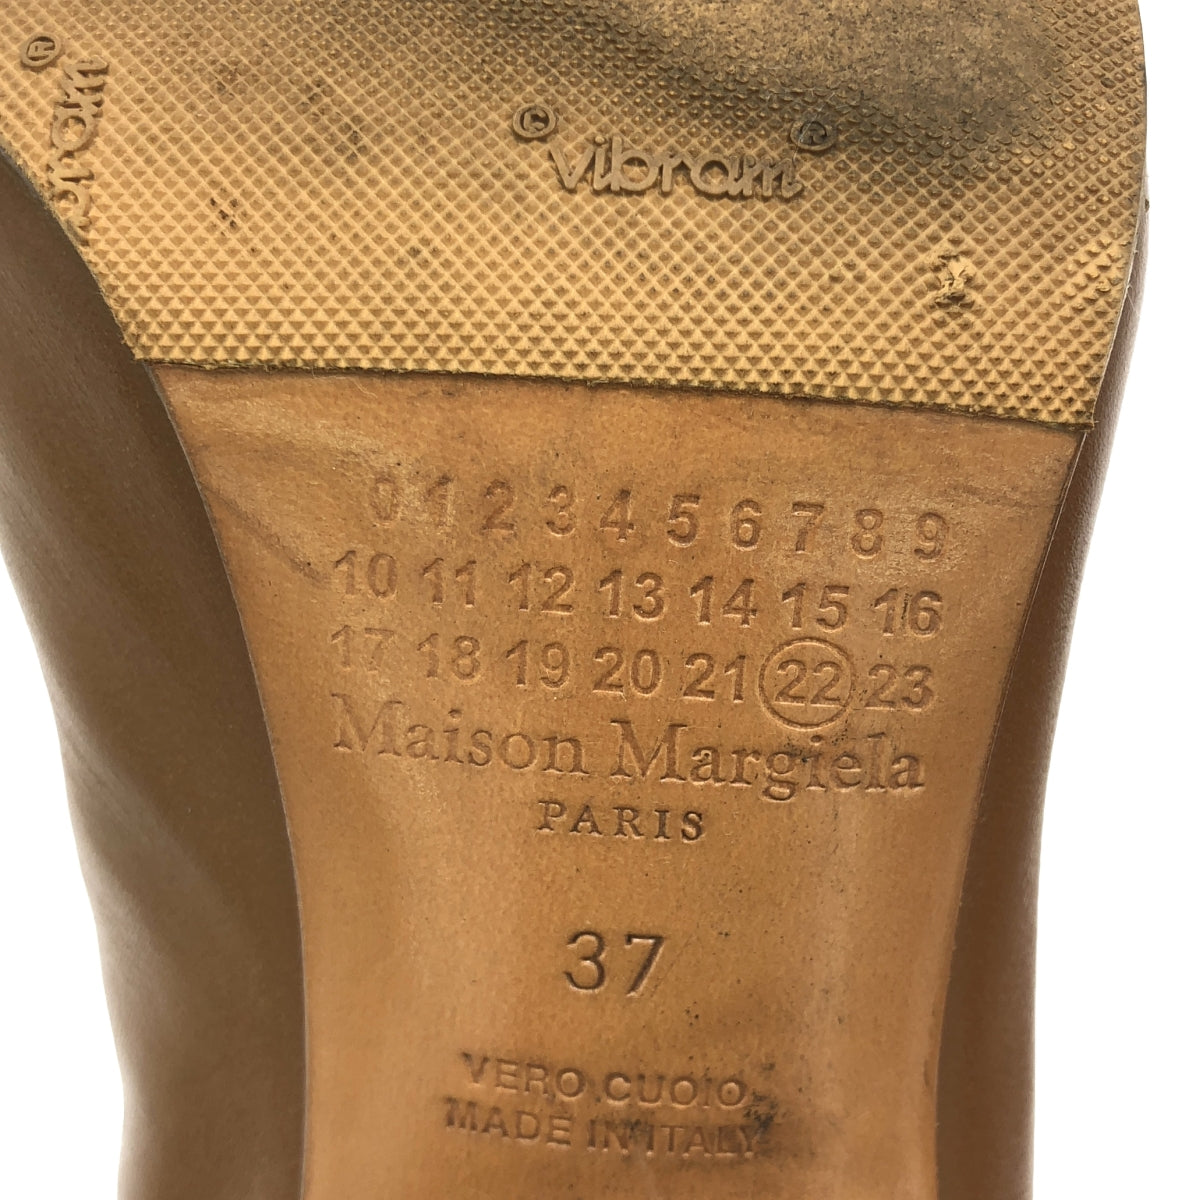 vibram ®
© vibram ®
0 1 2 3 4 5 6 7 8 9
10 11 12 13 14 15 16
17 18 19 20 21 22 23
Maison Margiela
PARIS
37
VERO CUOIO
MADE IN ITALY